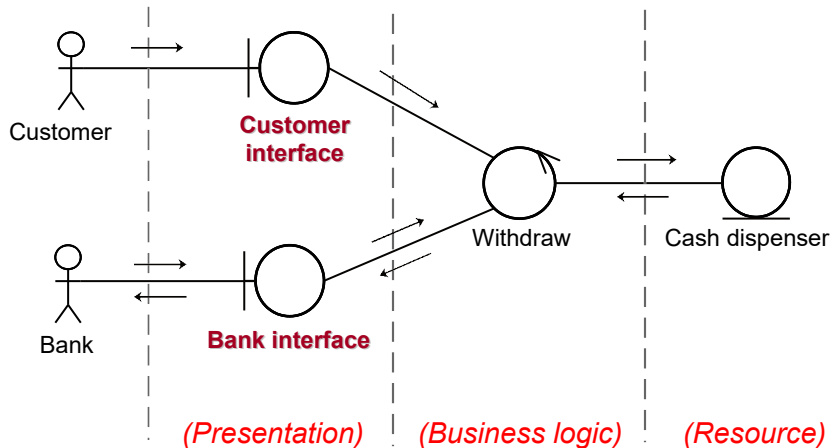 Customer
Customer
interface
Withdraw
Cash dispenser
Bank
Bank interface
(Presentation)
(Business logic)
(Resource)